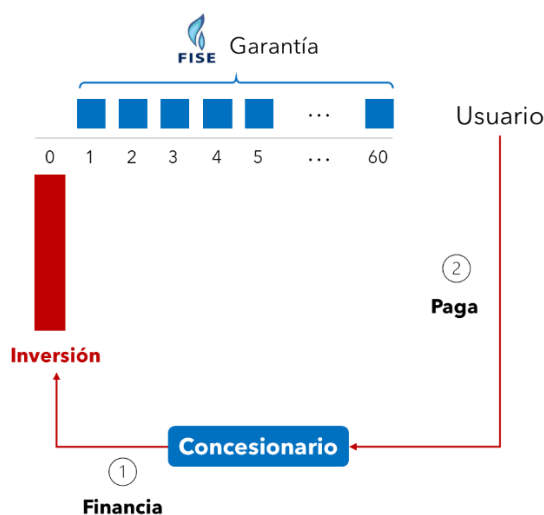 FISE
Garantía
Usuario
0 1 2 3 4 5 ... 60
...
2
Paga
Inversión
Concesionario
1
Financia